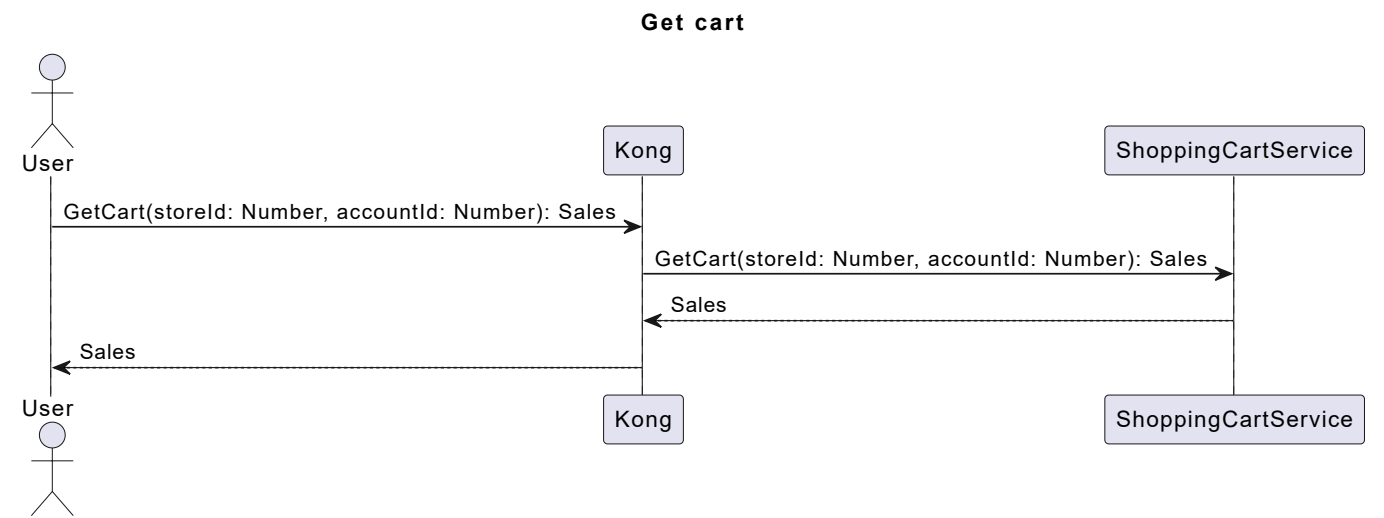 Get cart
User
Kong
ShoppingCartService
GetCart(storeId: Number, accountId: Number): Sales
GetCart(storeId: Number, accountId: Number): Sales
Sales
Sales
User
Kong
ShoppingCartService